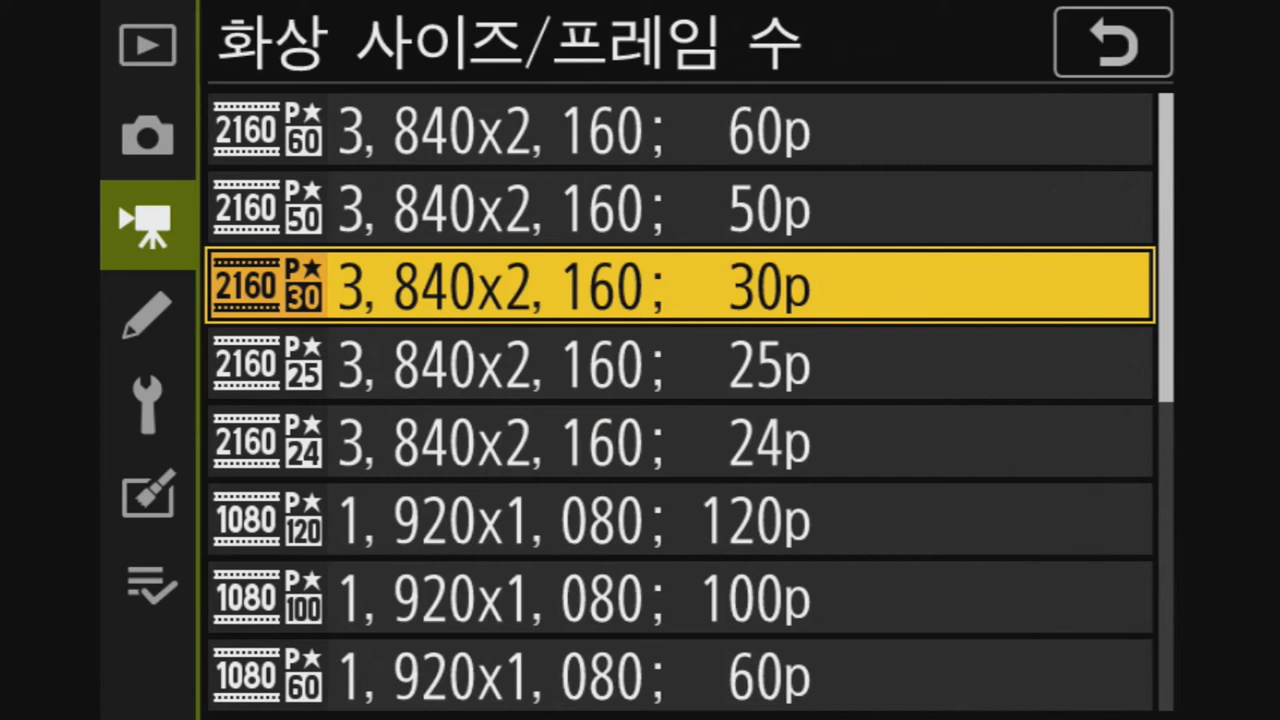 화상 사이즈/프레임 수
2160 P★60 3, 840x2, 160; 60p
2160 P★50 3, 840x2, 160; 50p
2160 P★30 3, 840x2, 160; 30p
2160 P★25 3, 840x2, 160; 25p
2160 P★24 3, 840x2, 160; 24p
1080 P★120 1, 920x1, 080; 120p
1080 P★100 1, 920x1, 080; 100p
1080 P★60 1, 920x1, 080; 60p